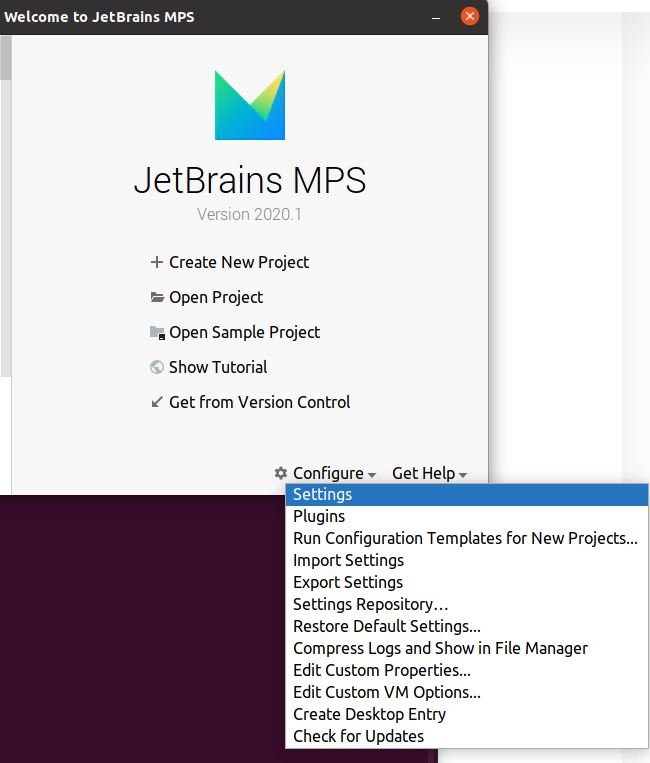 Welcome to JetBrains MPS
JetBrains MPS
Version 2020.1
Create New Project
Open Project
Open Sample Project
Show Tutorial
Get from Version Control
Configure Get Help
Settings
Plugins
Run Configuration Templates for New Projects...
Import Settings
Export Settings
Settings Repository…
Restore Default Settings...
Compress Logs and Show in File Manager
Edit Custom Properties...
Edit Custom VM Options...
Create Desktop Entry
Check for Updates